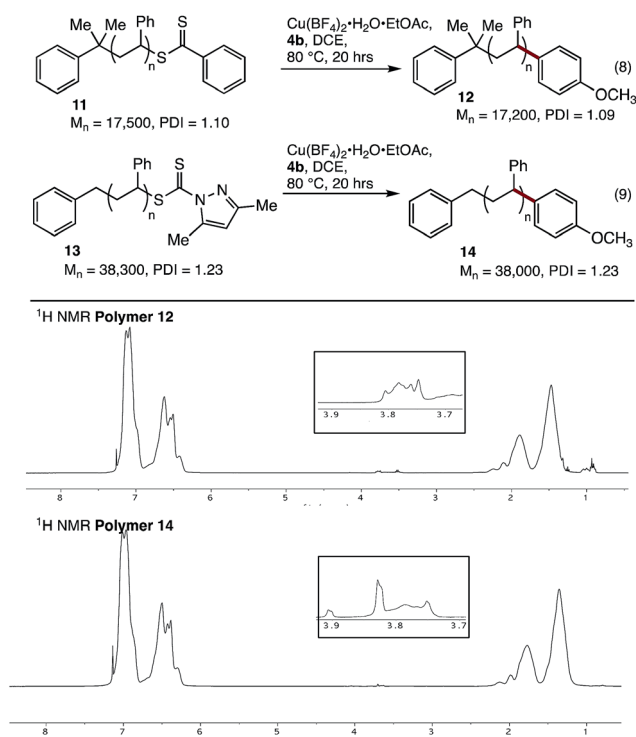 Me Me Ph S
S
n
11
Mn = 17,500, PDI = 1.10
Cu(BF4)2•H2O•EtOAc,
4b, DCE,
80 °C, 20 hrs
Me Me Ph
n
OCH3
12
Mn = 17,200, PDI = 1.09
(8)
Ph S
S N N
n
Me
Me
13
Mn = 38,300, PDI = 1.23
Cu(BF4)2•H2O•EtOAc,
4b, DCE,
80 °C, 20 hrs
Ph
n
OCH3
14
Mn = 38,000, PDI = 1.23
(9)
1H NMR Polymer 12
3.9 3.8 3.7
8 7 6 5 4 3 2 1
1H NMR Polymer 14
3.9 3.8 3.7
8 7 6 5 4 3 2 1